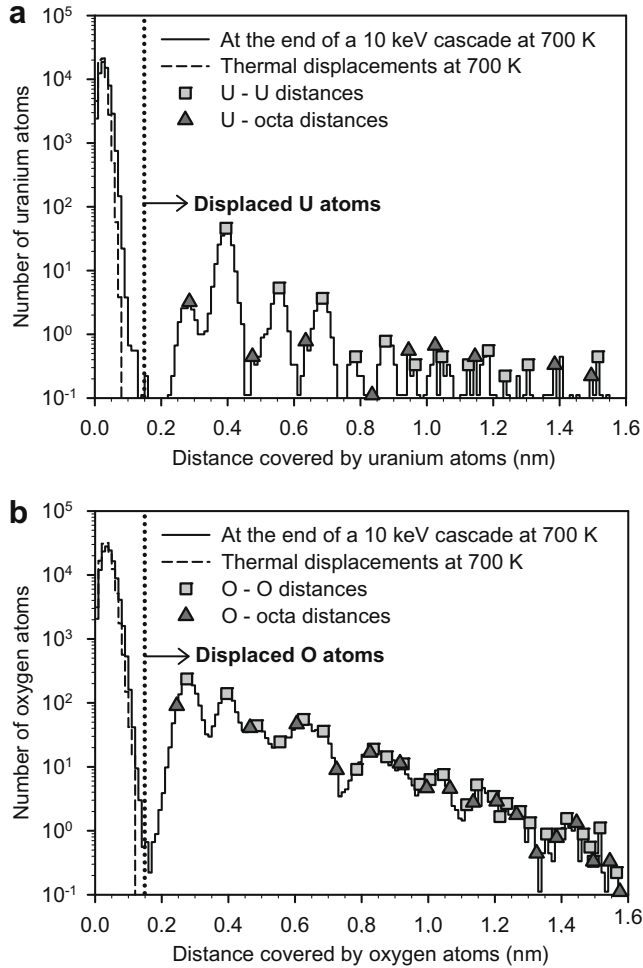 a
10^5
10^4
10^3
10^2
10^1
10^0
10^-1
Number of uranium atoms
At the end of a 10 keV cascade at 700 K
Thermal displacements at 700 K
U - U distances
U - octa distances
Displaced U atoms
0.0 0.2 0.4 0.6 0.8 1.0 1.2 1.4 1.6
Distance covered by uranium atoms (nm)
b
10^5
10^4
10^3
10^2
10^1
10^0
10^-1
Number of oxygen atoms
At the end of a 10 keV cascade at 700 K
Thermal displacements at 700 K
O - O distances
O - octa distances
Displaced O atoms
0.0 0.2 0.4 0.6 0.8 1.0 1.2 1.4 1.6
Distance covered by oxygen atoms (nm)